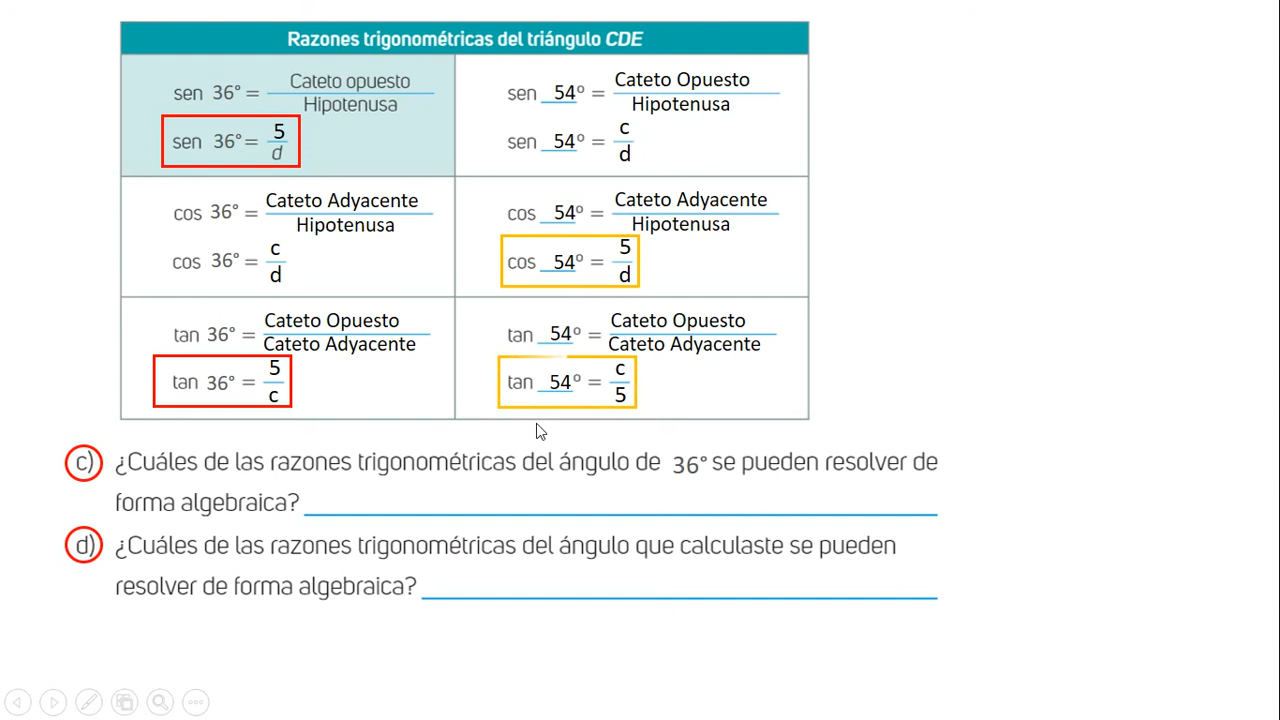 Razones trigonométricas del triángulo CDE
sen 36° = Cateto opuesto / Hipotenusa
sen 36° = 5 / d
sen 54° = Cateto Opuesto / Hipotenusa
sen 54° = c / d
cos 36° = Cateto Adyacente / Hipotenusa
cos 36° = c / d
cos 54° = Cateto Adyacente / Hipotenusa
cos 54° = 5 / d
tan 36° = Cateto Opuesto / Cateto Adyacente
tan 36° = 5 / c
tan 54° = Cateto Opuesto / Cateto Adyacente
tan 54° = c / 5
c) ¿Cuáles de las razones trigonométricas del ángulo de 36° se pueden resolver de
forma algebraica?
d) ¿Cuáles de las razones trigonométricas del ángulo que calculaste se pueden
resolver de forma algebraica?